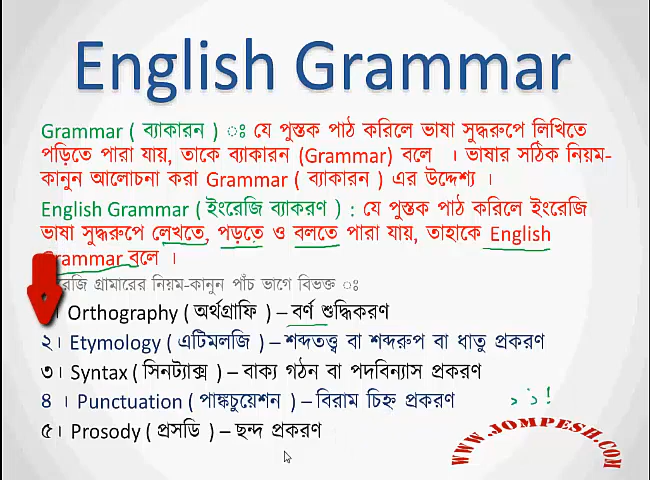 English Grammar
Grammar ( ব্যাকারন ) ঃ যে পুস্তক পাঠ করিলে ভাষা সুদ্ধরুপে লিখিতে
পড়িতে পারা যায়, তাকে ব্যাকারন (Grammar) বলে । ভাষার সঠিক নিয়ম-
কানুন আলোচনা করা Grammar ( ব্যাকারন ) এর উদ্দেশ্য ।
English Grammar ( ইংরেজি ব্যাকরণ ) : যে পুস্তক পাঠ করিলে ইংরেজি
ভাষা সুদ্ধরুপে লেখতে, পড়তে ও বলতে পারা যায়, তাহাকে English
Grammar বলে ।
রেজি গ্রামারের নিয়ম-কানুন পাঁচ ভাগে বিভক্ত ঃ
। Orthography ( অর্থগ্রাফি ) – বর্ণ শুদ্ধিকরণ
২। Etymology ( এটিমলজি ) – শব্দতত্ত্ব বা শব্দরুপ বা ধাতু প্রকরণ
৩। Syntax ( সিনট্যাক্স ) – বাক্য গঠন বা পদবিন্যাস প্রকরণ
৪ । Punctuation ( পাঙ্কচুয়েশন ) – বিরাম চিহ্ন প্রকরণ
৫। Prosody ( প্রসডি ) – ছন্দ প্রকরণ
WWW.JOMPESH.COM